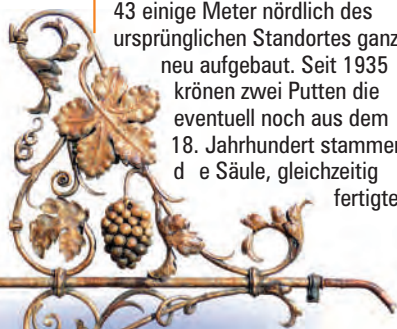 43 einige Meter nördlich des
ursprünglichen Standortes ganz
neu aufgebaut. Seit 1935
krönen zwei Putten die
eventuell noch aus dem
18. Jahrhundert stammen
d e Säule, gleichzeitig
fertigte